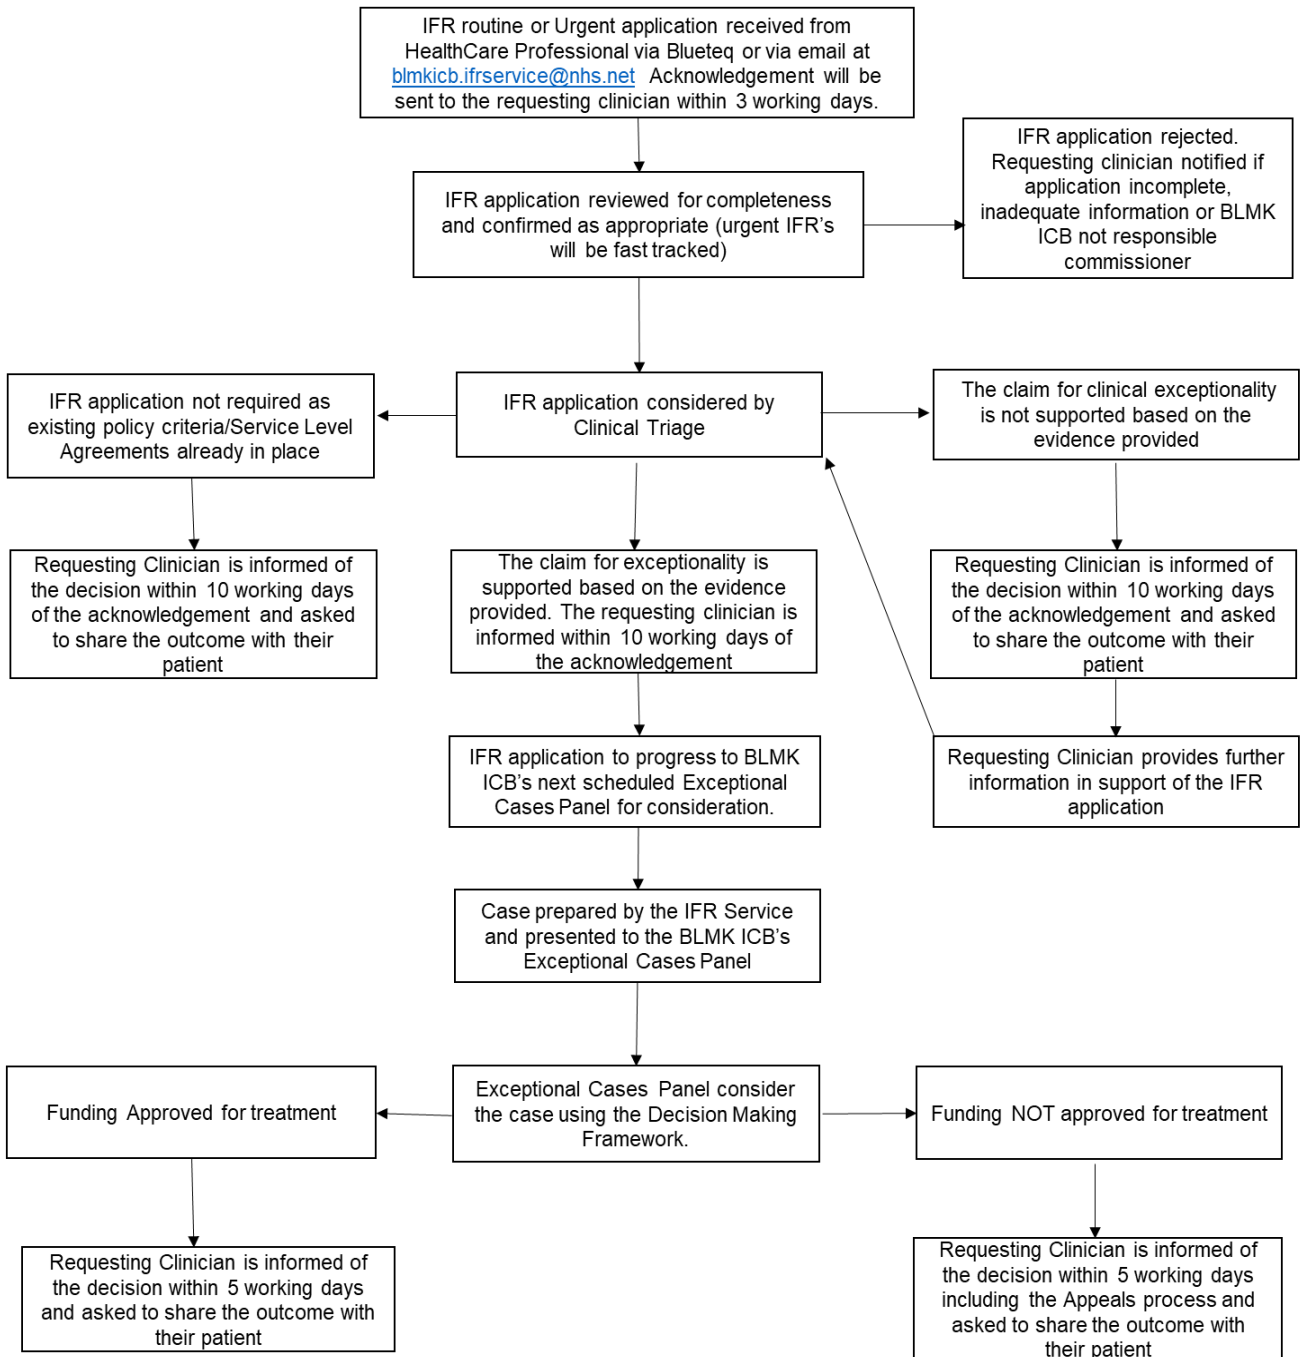 IFR routine or Urgent application received from
HealthCare Professional via Blueteq or via email at
blmkicb.ifrservice@nhs.net Acknowledgement will be
sent to the requesting clinician within 3 working days.
IFR application rejected.
Requesting clinician notified if
application incomplete,
inadequate information or BLMK
ICB not responsible
commissioner
IFR application reviewed for completeness
and confirmed as appropriate (urgent IFR's
will be fast tracked)
IFR application not required as
existing policy criteria/Service Level
Agreements already in place
IFR application considered by
Clinical Triage
The claim for clinical exceptionality
is not supported based on the
evidence provided
Requesting Clinician is informed of
the decision within 10 working days
of the acknowledgement and asked
to share the outcome with their
patient
The claim for exceptionality is
supported based on the evidence
provided. The requesting clinician is
informed within 10 working days of
the acknowledgement
Requesting Clinician is informed of
the decision within 10 working days
of the acknowledgement and asked
to share the outcome with their
patient
IFR application to progress to BLMK
ICB's next scheduled Exceptional
Cases Panel for consideration.
Requesting Clinician provides further
information in support of the IFR
application
Case prepared by the IFR Service
and presented to the BLMK ICB's
Exceptional Cases Panel
Funding Approved for treatment
Exceptional Cases Panel consider
the case using the Decision Making
Framework.
Funding NOT approved for treatment
Requesting Clinician is informed of
the decision within 5 working days
and asked to share the outcome with
their patient
Requesting Clinician is informed of
the decision within 5 working days
including the Appeals process and
asked to share the outcome with
their patient